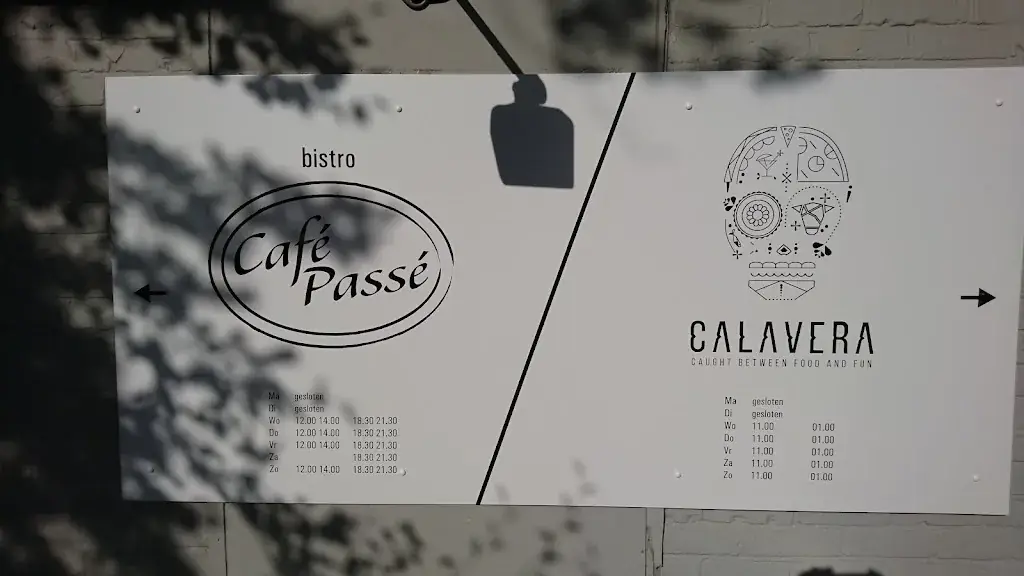 bistro
Café
Passé
Ma gesloten
Di gesloten
Wo 12.00 14.00 18.30 21.30
Do 12.00 14.00 18.30 21.30
Vr 12.00 14.00 18.30 21.30
Za 18.30 21.30
Zo 12.00 14.00 18.30 21.30
CALAVERA
CAUGHT BETWEEN FOOD AND FUN
Ma gesloten
Di gesloten
Wo 11.00 01.00
Do 11.00 01.00
Vr 11.00 01.00
Za 11.00 01.00
Zo 11.00 01.00